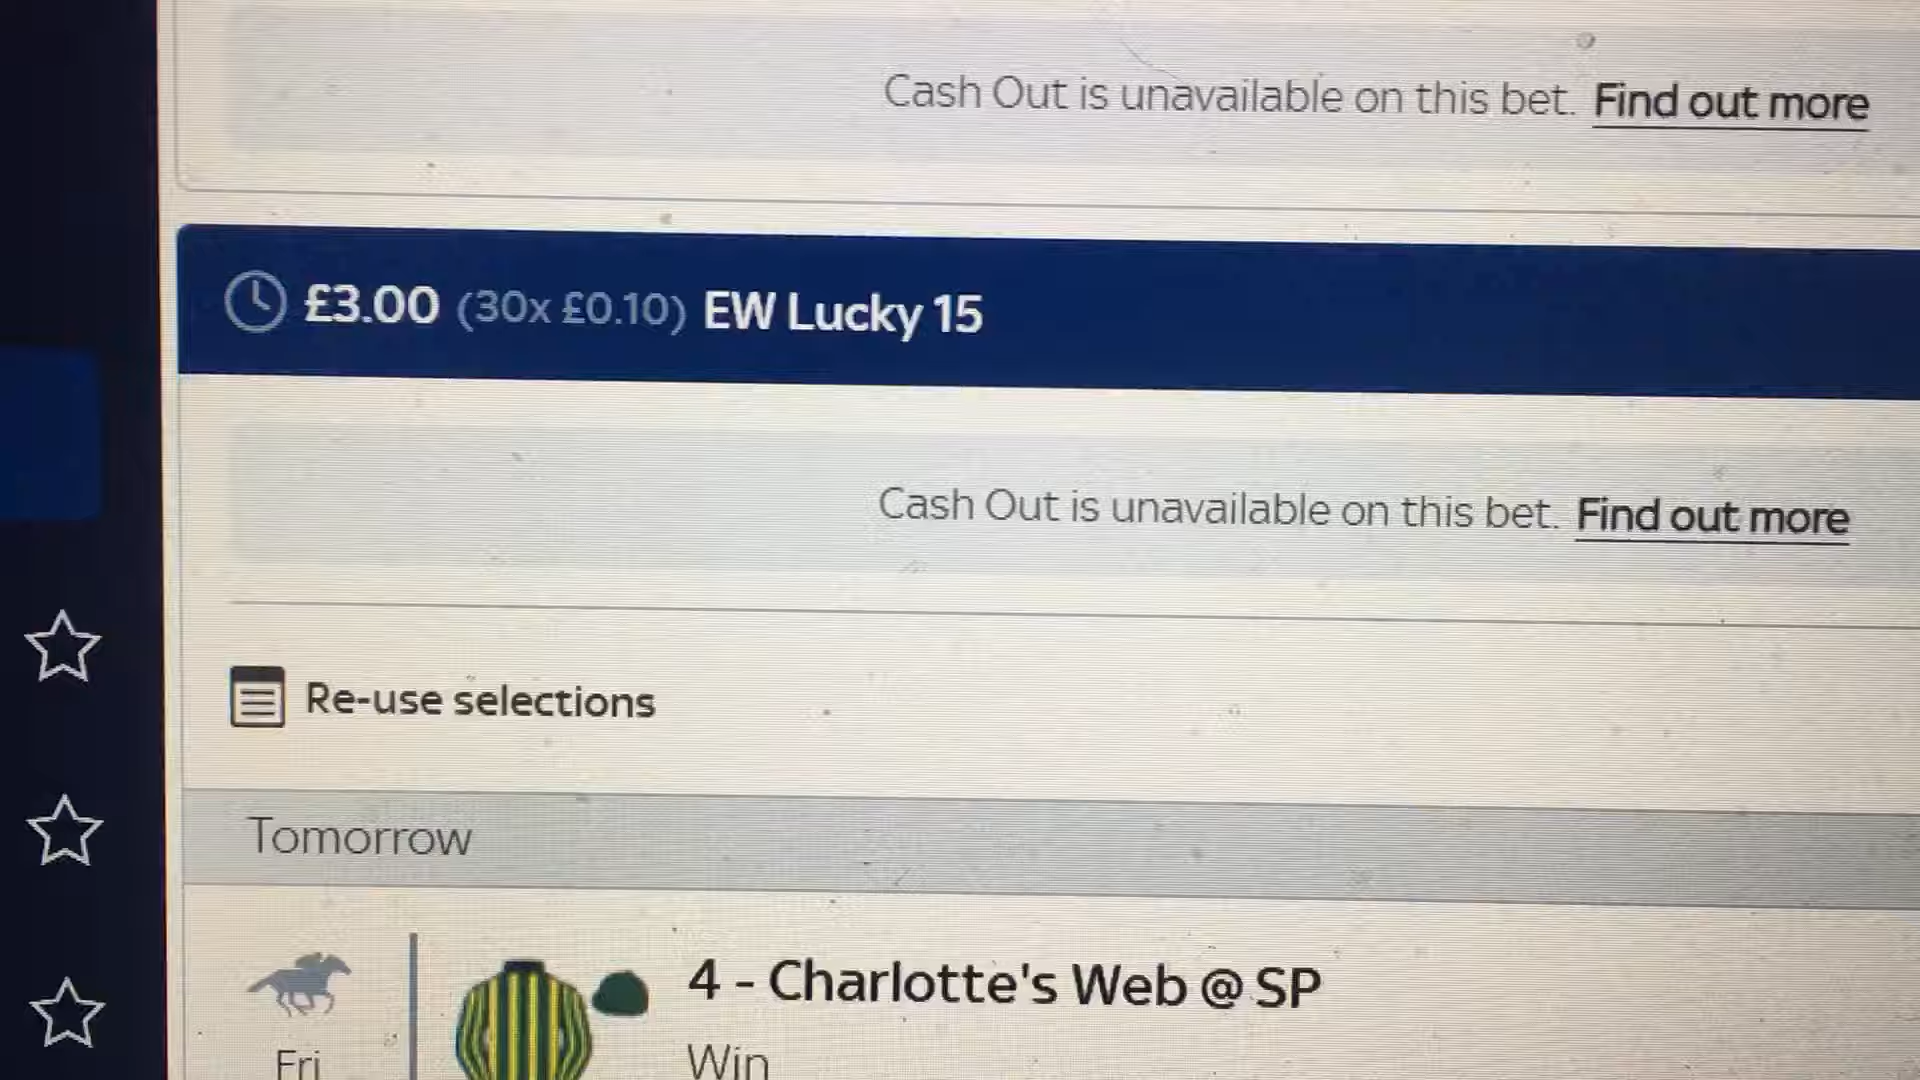 Cash Out is unavailable on this bet. Find out more
£3.00 (30x £0.10) EW Lucky 15
Cash Out is unavailable on this bet. Find out more
Re-use selections
Tomorrow
4 - Charlotte's Web @ SP
Fri
Win